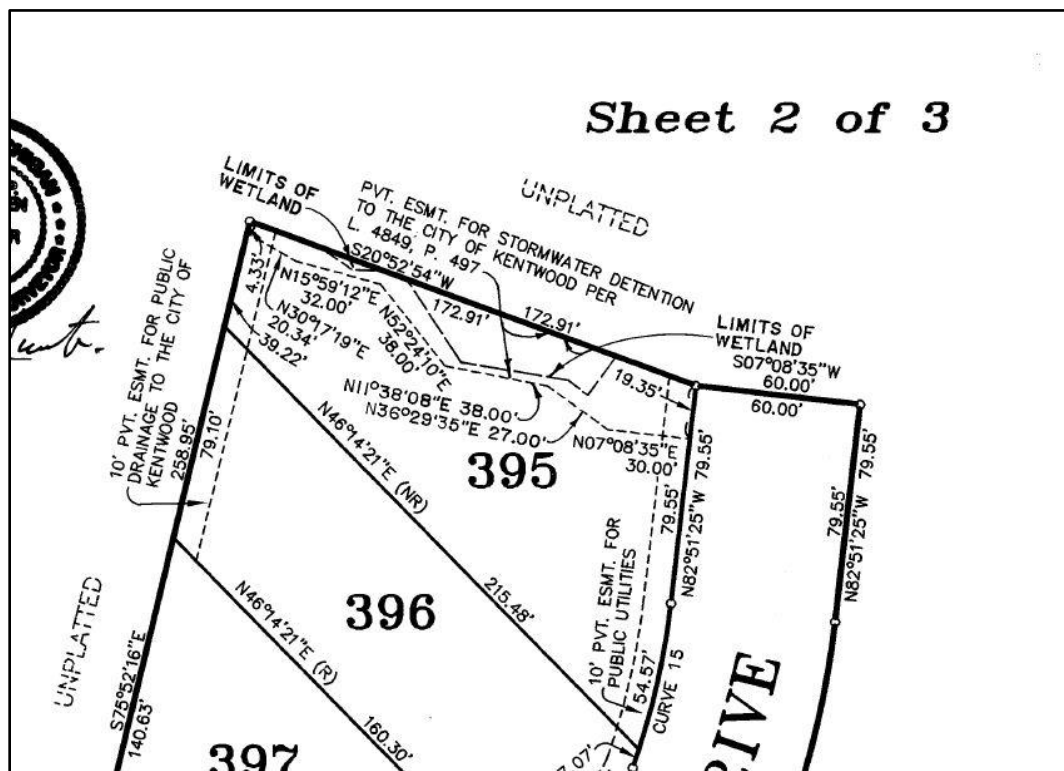 Sheet 2 of 3
UNPLATTED
LIMITS OF
WETLAND
PVT. ESMT. FOR STORMWATER DETENTION
TO THE CITY OF KENTWOOD PER
L. 4849, P. 497
S20°52'54"W
172.91'
172.91'
LIMITS OF
WETLAND
S07°08'35"W
60.00'
60.00'
19.35'
4.33'
N15°59'12"E
32.00'
N30°17'19"E
20.34'
39.22'
N52°24'10"E
38.00'
N11°38'08"E 38.00'
N36°29'35"E 27.00'
N07°08'35"E
30.00'
10' PVT. ESMT. FOR PUBLIC
DRAINAGE TO THE CITY OF
KENTWOOD
258.95'
79.10'
N46°14'21"E (NR)
215.48'
395
79.55'
79.55'
N82°51'25"W
79.55'
79.55'
N82°51'25"W
10' PVT. ESMT. FOR
PUBLIC UTILITIES
54.57'
CURVE 15
396
N46°14'21"E (R)
160.30'
UNPLATTED
S75°52'16"E
140.63'
397
7.07'
RIVE